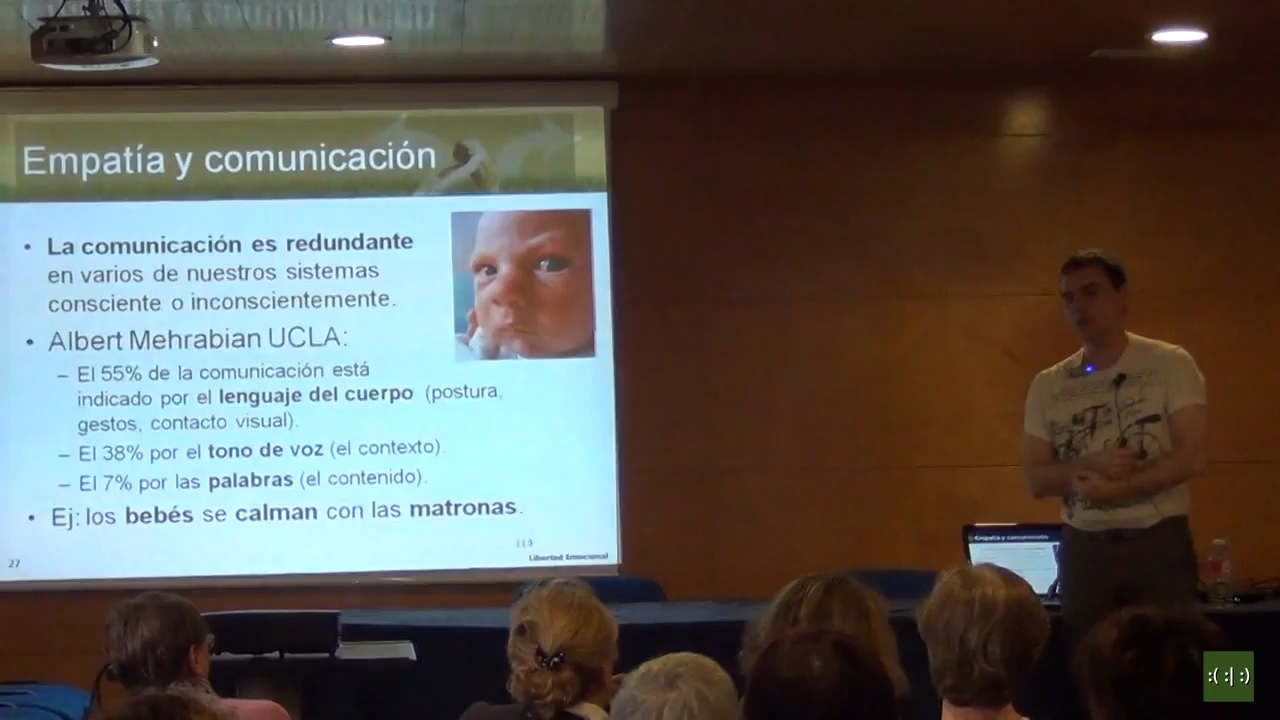 Empatía y comunicación
• La comunicación es redundante
en varios de nuestros sistemas
consciente o inconscientemente.
• Albert Mehrabian UCLA:
– El 55% de la comunicación está
indicado por el lenguaje del cuerpo (postura,
gestos, contacto visual).
– El 38% por el tono de voz (el contexto).
– El 7% por las palabras (el contenido).
• Ej: los bebés se calman con las matronas.
27
Libertad Emocional
Empatía y comunicación
:( :| :)